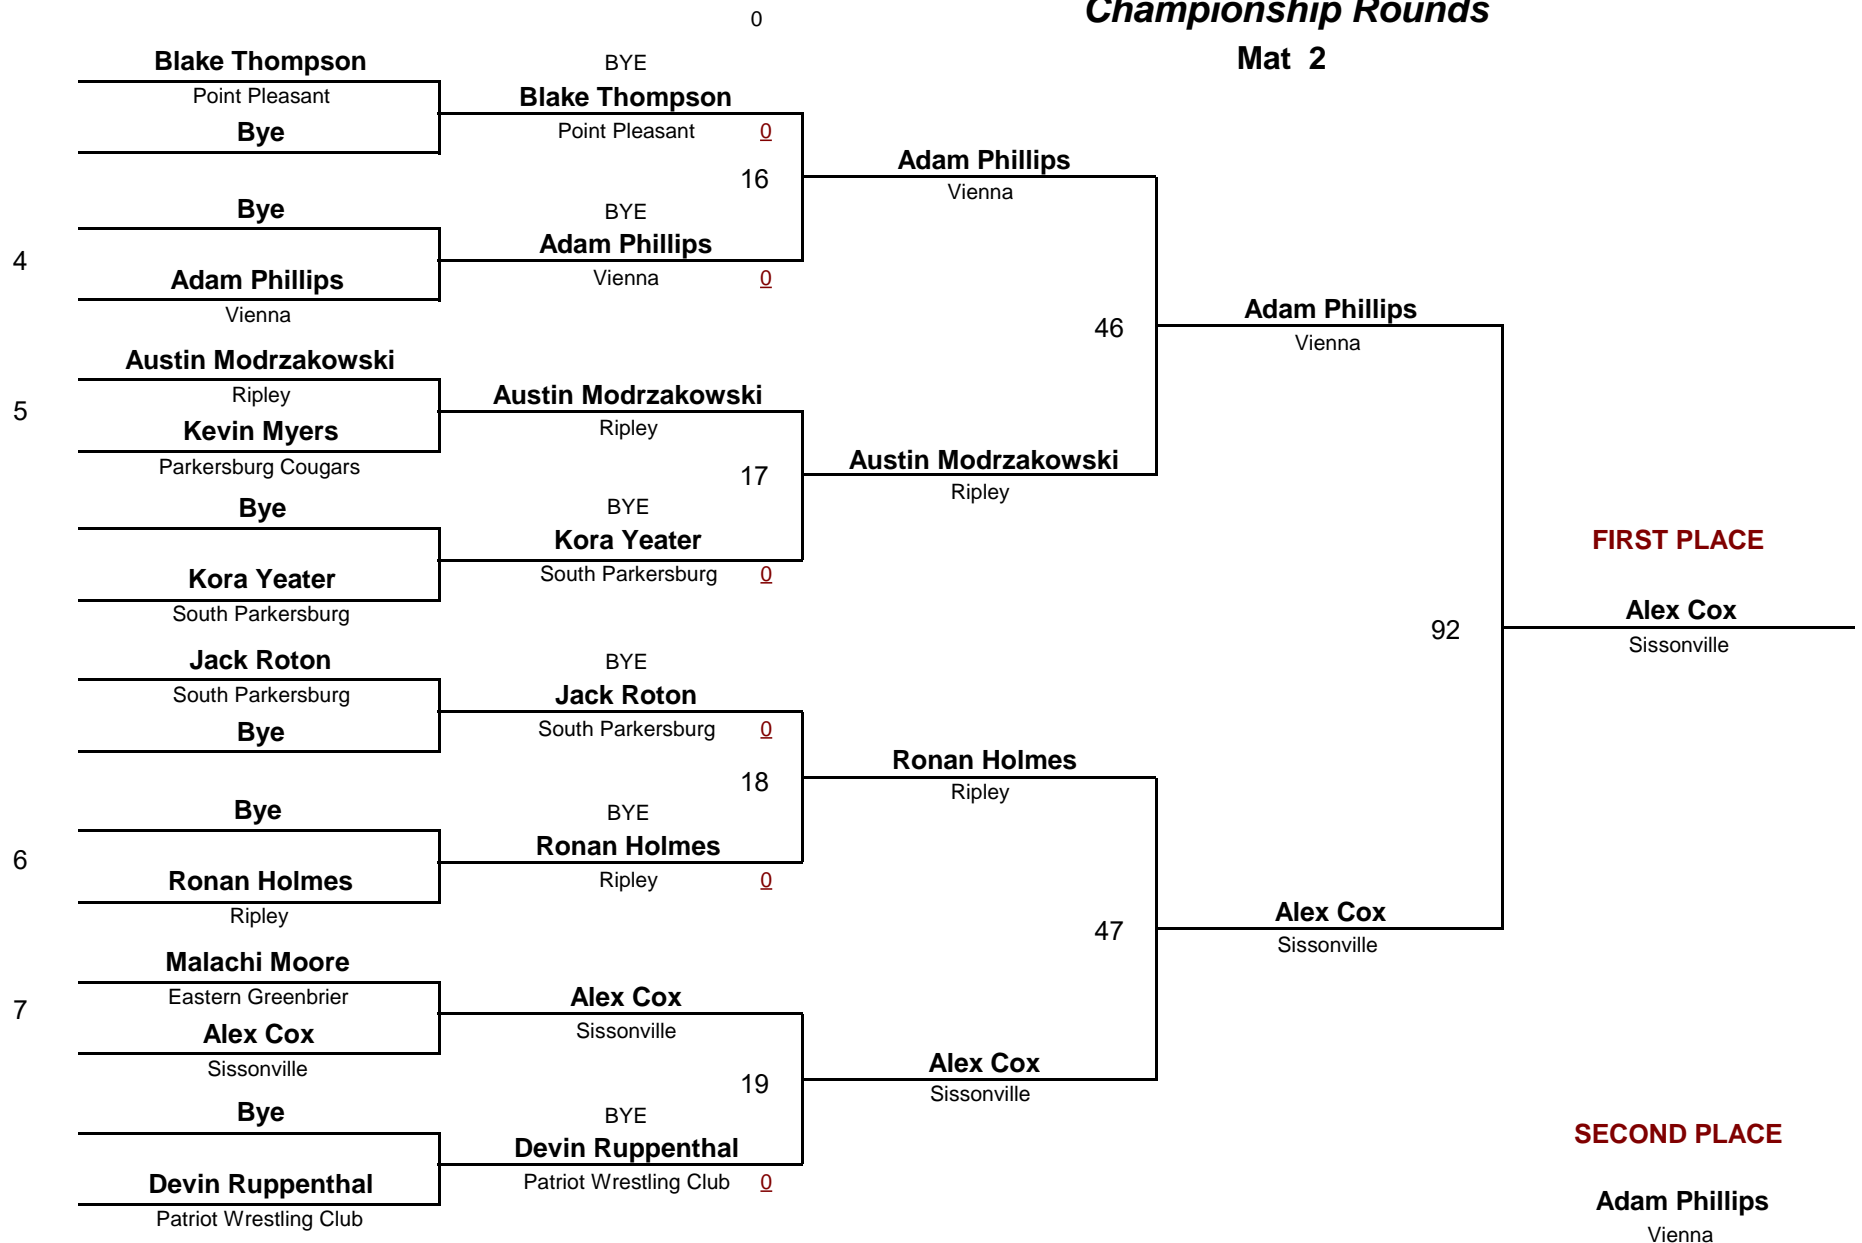 0
Championship Rounds
Mat 2
Blake Thompson
Point Pleasant
Bye
BYE
Blake Thompson
Point Pleasant 0
16
Adam Phillips
Vienna
Bye
4
Adam Phillips
Vienna
BYE
Adam Phillips
Vienna 0
46
Adam Phillips
Vienna
Austin Modrzakowski
Ripley
5
Kevin Myers
Parkersburg Cougars
Austin Modrzakowski
Ripley
17
Austin Modrzakowski
Ripley
Bye
Kora Yeater
South Parkersburg
BYE
Kora Yeater
South Parkersburg 0
FIRST PLACE
92
Alex Cox
Sissonville
Jack Roton
South Parkersburg
Bye
BYE
Jack Roton
South Parkersburg 0
18
Ronan Holmes
Ripley
Bye
6
Ronan Holmes
Ripley
BYE
Ronan Holmes
Ripley 0
47
Alex Cox
Sissonville
Malachi Moore
Eastern Greenbrier
7
Alex Cox
Sissonville
Alex Cox
Sissonville
19
Alex Cox
Sissonville
Bye
Devin Ruppenthal
Patriot Wrestling Club
BYE
Devin Ruppenthal
Patriot Wrestling Club 0
SECOND PLACE
Adam Phillips
Vienna